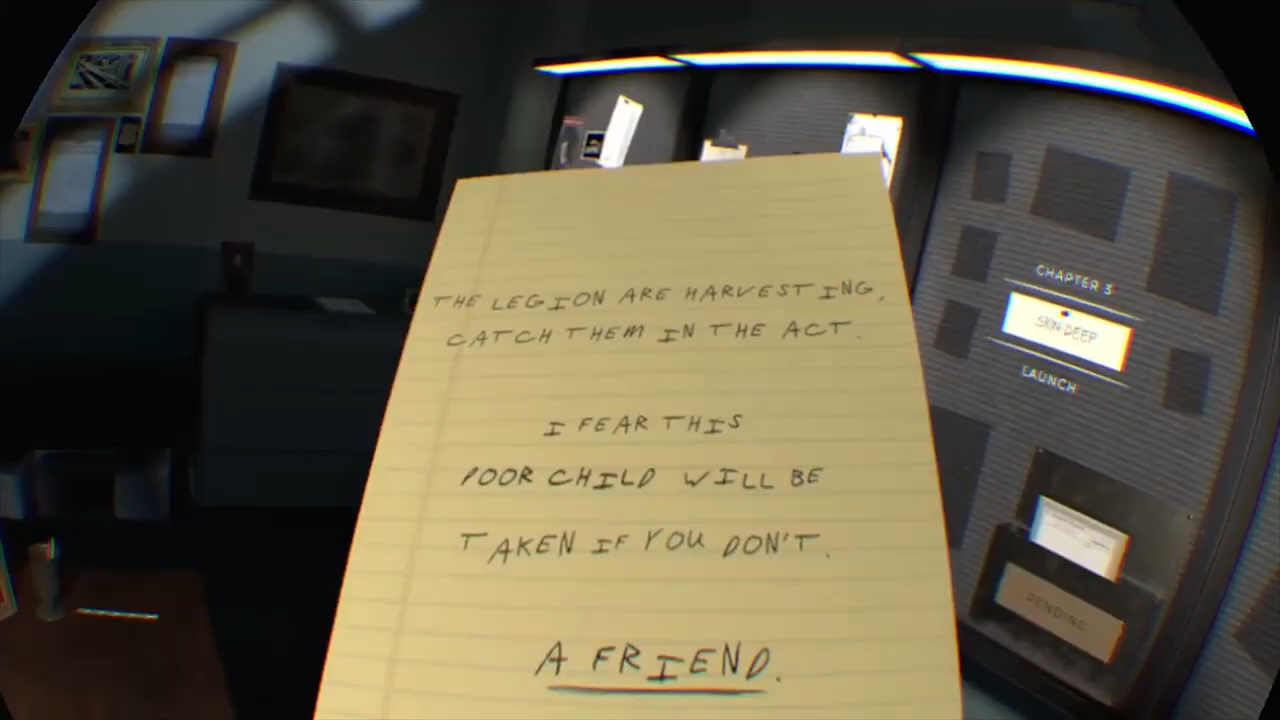 THE LEGION ARE HARVESTING.
CATCH THEM IN THE ACT.
I FEAR THIS
POOR CHILD WILL BE
TAKEN IF YOU DON'T.
A FRIEND.
CHAPTER 3
SKIN DEEP
LAUNCH
PENDING